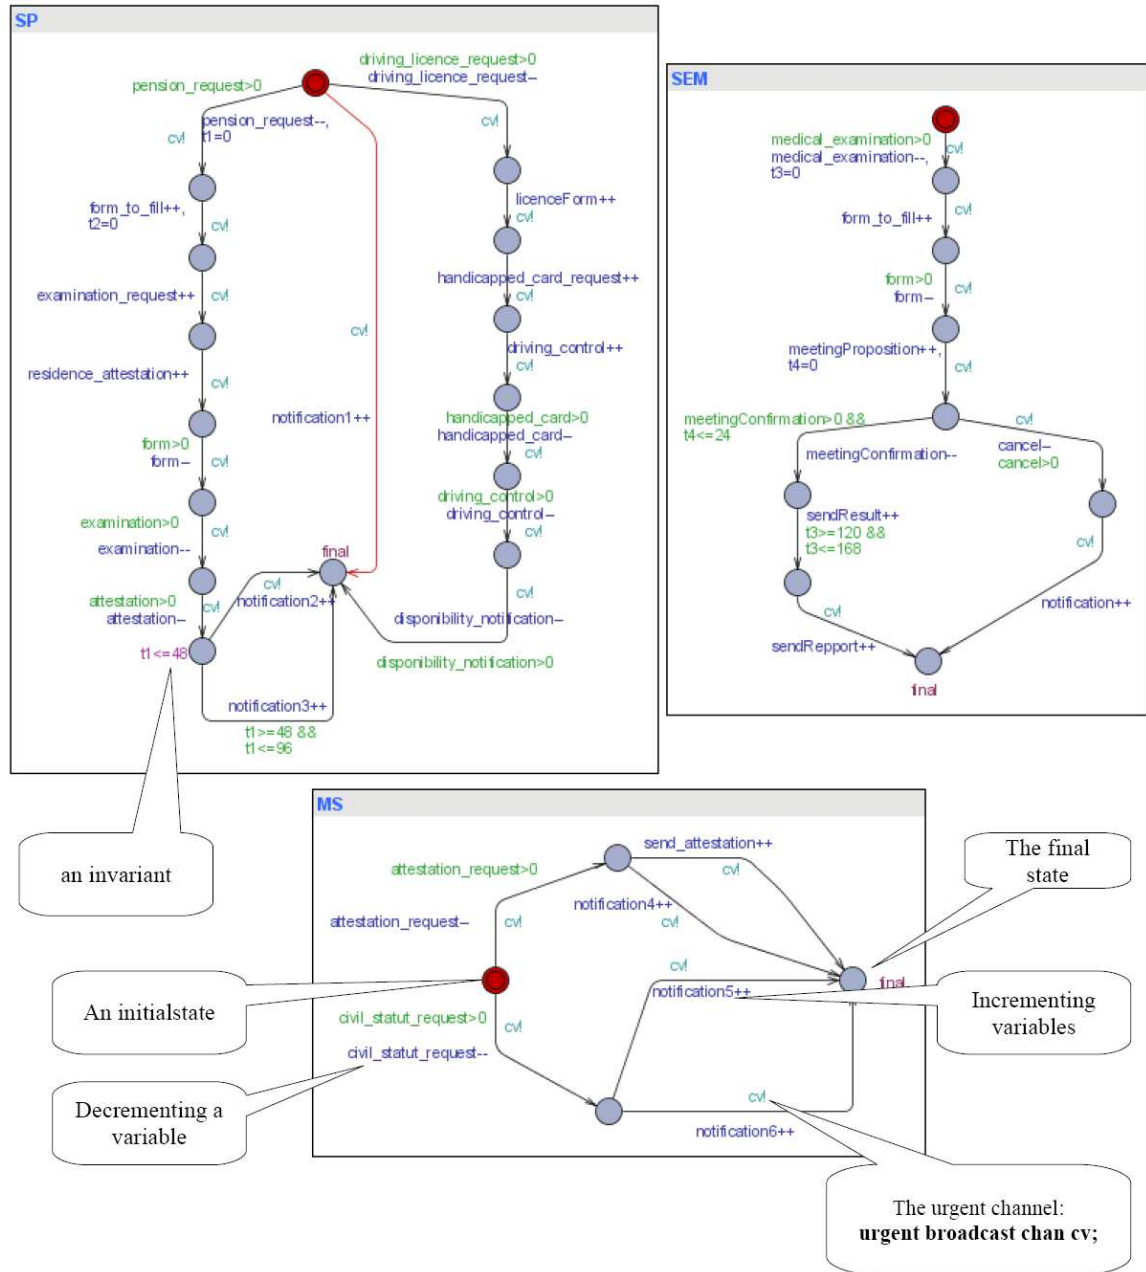 SP
driving_licence_request>0
driving_licence_request--
pension_request>0
pension_request--,
t1=0
cv!
cv!
form_to_fill++,
t2=0
cv!
licenceForm++
cv!
examination_request++
cv!
handicapped_card_request++
cv!
cv!
driving_control++
cv!
residence_attestation++
cv!
notification1++
handicapped_card>0
handicapped_card--
cv!
form>0
form--
cv!
driving_control>0
driving_control--
cv!
examination>0
examination--
cv!
final
attestation>0
attestation--
cv!
cv!
notification2++
cv!
disponibility_notification--
disponibility_notification>0
t1<=48
notification3++
t1>=48 &&
t1<=96
SEM
medical_examination>0
medical_examination--,
t3=0
cv!
form_to_fill++
cv!
form>0
form--
cv!
meetingProposition++,
t4=0
cv!
meetingConfirmation>0 &&
t4<=24
meetingConfirmation--
cv!
cancel--
cancel>0
sendResult++
t3>=120 &&
t3<=168
cv!
notification++
cv!
sendRepport++
final
an invariant
MS
send_attestation++
cv!
attestation_request>0
attestation_request--
cv!
notification4++
cv!
cv!
notification5++
final
civil_statut_request>0
cv!
civil_statut_request--
cv!
notification6++
The final
state
An initialstate
Incrementing
variables
Decrementing a
variable
The urgent channel:
urgent broadcast chan cv;